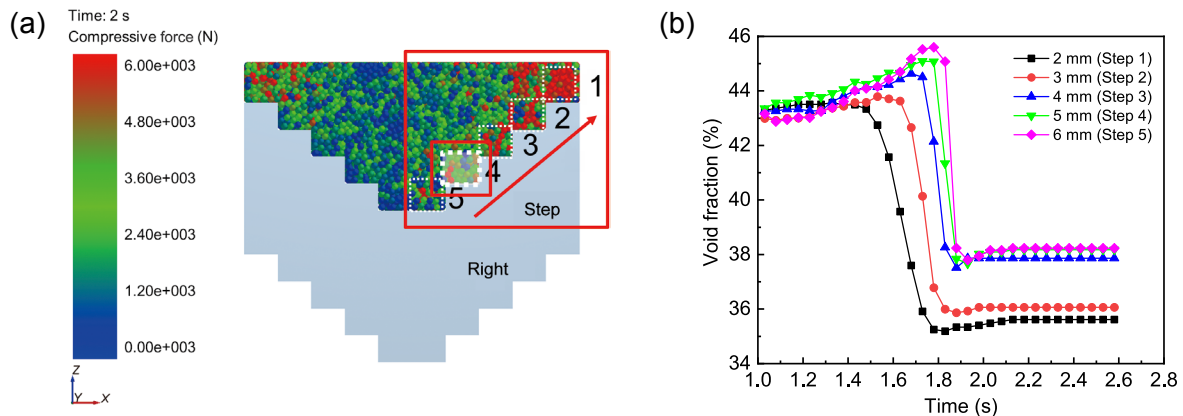 (a)
Time: 2 s
Compressive force (N)
6.00e+003
4.80e+003
3.60e+003
2.40e+003
1.20e+003
0.00e+003
Z
Y
X
1
2
3
4
5
Step
Right
(b)
Void fraction (%)
46
44
42
40
38
36
34
2 mm (Step 1)
3 mm (Step 2)
4 mm (Step 3)
5 mm (Step 4)
6 mm (Step 5)
1.0 1.2 1.4 1.6 1.8 2.0 2.2 2.4 2.6 2.8
Time (s)